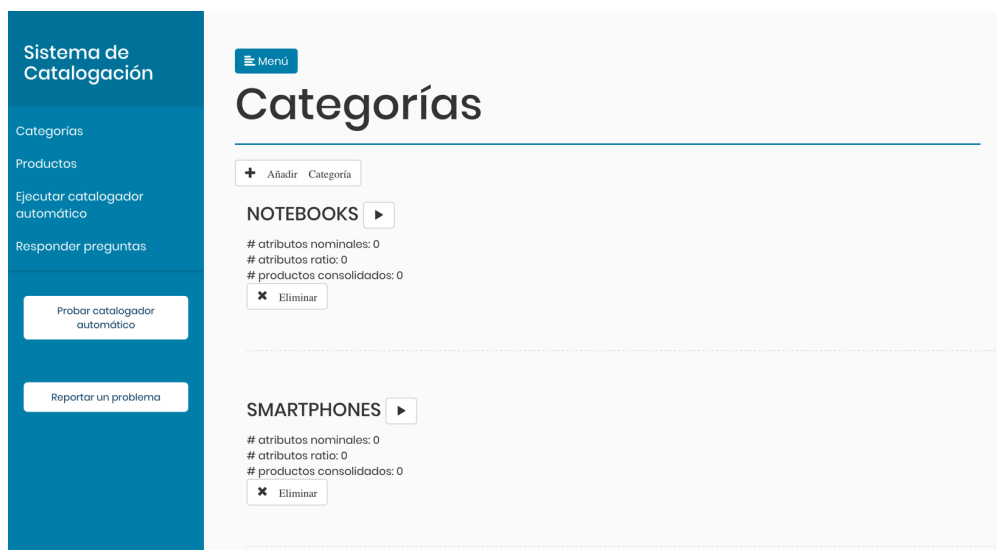 Sistema de
Catalogación
Categorías
Productos
Ejecutar catalogador
automático
Responder preguntas
Probar catalogador
automático
Reportar un problema
Menú
Categorías
Añadir Categoría
NOTEBOOKS
# atributos nominales: 0
# atributos ratio: 0
# productos consolidados: 0
Eliminar
SMARTPHONES
# atributos nominales: 0
# atributos ratio: 0
# productos consolidados: 0
Eliminar